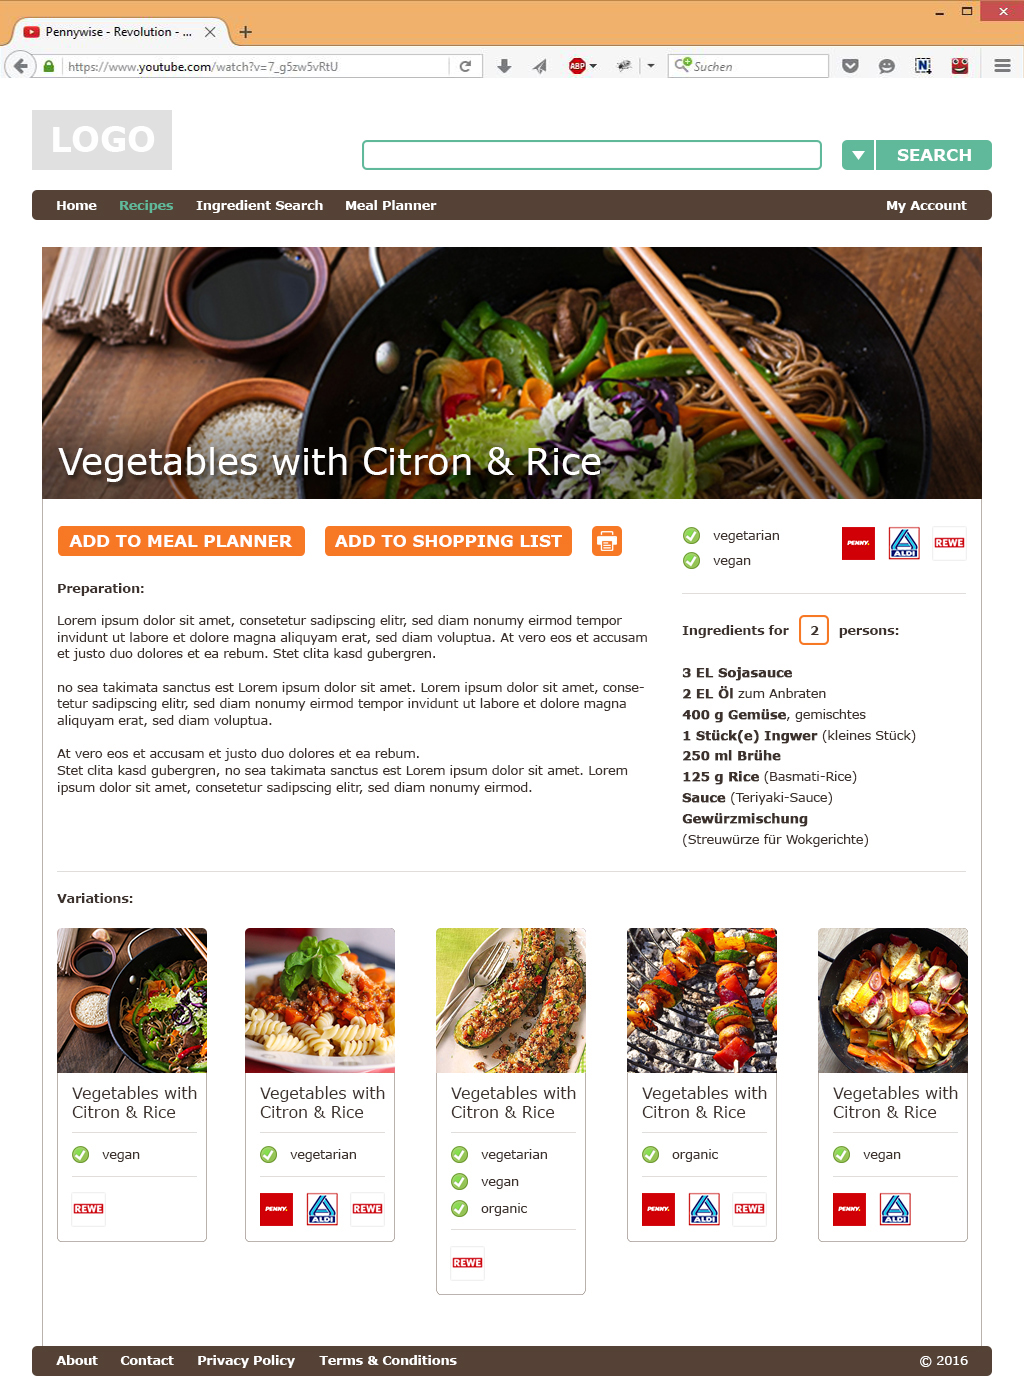 Pennywise - Revolution - ...
https://www.youtube.com/watch?v=7_g5zw5vRtU
ABP
Suchen
N
LOGO
SEARCH
Home Recipes Ingredient Search Meal Planner My Account
Vegetables with Citron & Rice
ADD TO MEAL PLANNER ADD TO SHOPPING LIST
vegetarian
vegan
PENNY. ALDI REWE
Preparation:
Lorem ipsum dolor sit amet, consetetur sadipscing elitr, sed diam nonumy eirmod tempor
invidunt ut labore et dolore magna aliquyam erat, sed diam voluptua. At vero eos et accusam
et justo duo dolores et ea rebum. Stet clita kasd gubergren.
no sea takimata sanctus est Lorem ipsum dolor sit amet. Lorem ipsum dolor sit amet, conse-
tetur sadipscing elitr, sed diam nonumy eirmod tempor invidunt ut labore et dolore magna
aliquyam erat, sed diam voluptua.
At vero eos et accusam et justo duo dolores et ea rebum.
Stet clita kasd gubergren, no sea takimata sanctus est Lorem ipsum dolor sit amet. Lorem
ipsum dolor sit amet, consetetur sadipscing elitr, sed diam nonumy eirmod.
Ingredients for 2 persons:
3 EL Sojasauce
2 EL Öl zum Anbraten
400 g Gemüse, gemischtes
1 Stück(e) Ingwer (kleines Stück)
250 ml Brühe
125 g Rice (Basmati-Rice)
Sauce (Teriyaki-Sauce)
Gewürzmischung
(Streuwürze für Wokgerichte)
Variations:
Vegetables with
Citron & Rice
vegan
REWE
Vegetables with
Citron & Rice
vegetarian
PENNY. ALDI REWE
Vegetables with
Citron & Rice
vegetarian
vegan
organic
REWE
Vegetables with
Citron & Rice
organic
PENNY. ALDI REWE
Vegetables with
Citron & Rice
vegan
PENNY. ALDI
About Contact Privacy Policy Terms & Conditions © 2016